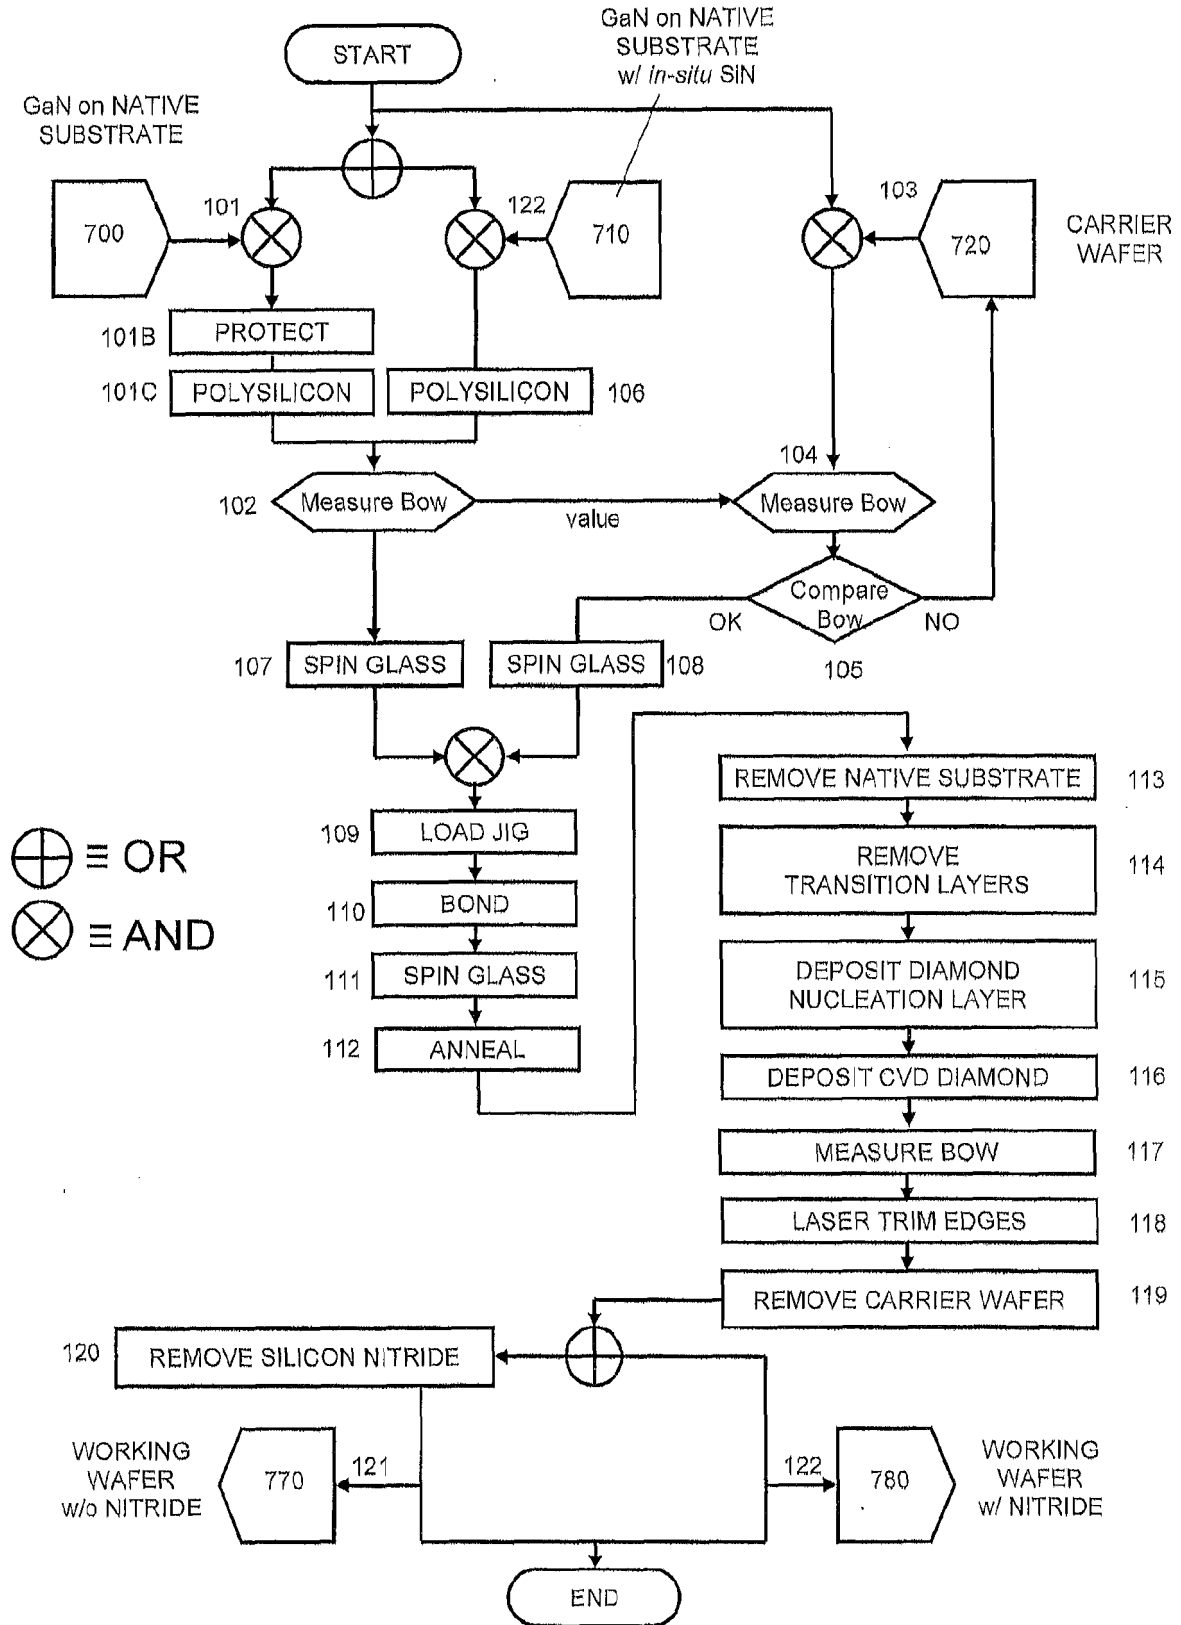 START
GaN on NATIVE
SUBSTRATE
w/ in-situ SIN
GaN on NATIVE
SUBSTRATE
700
101
122
710
103
720
CARRIER
WAFER
101B
PROTECT
101C
POLYSILICON
POLYSILICON
106
102
Measure Bow
value
104
Measure Bow
Compare
Bow
OK
NO
105
107
SPIN GLASS
SPIN GLASS
108
109
LOAD JIG
110
BOND
111
SPIN GLASS
112
ANNEAL
≡ OR
≡ AND
REMOVE NATIVE SUBSTRATE
113
REMOVE
TRANSITION LAYERS
114
DEPOSIT DIAMOND
NUCLEATION LAYER
115
DEPOSIT CVD DIAMOND
116
MEASURE BOW
117
LASER TRIM EDGES
118
REMOVE CARRIER WAFER
119
120
REMOVE SILICON NITRIDE
WORKING
WAFER
w/o NITRIDE
770
121
122
780
WORKING
WAFER
w/ NITRIDE
END